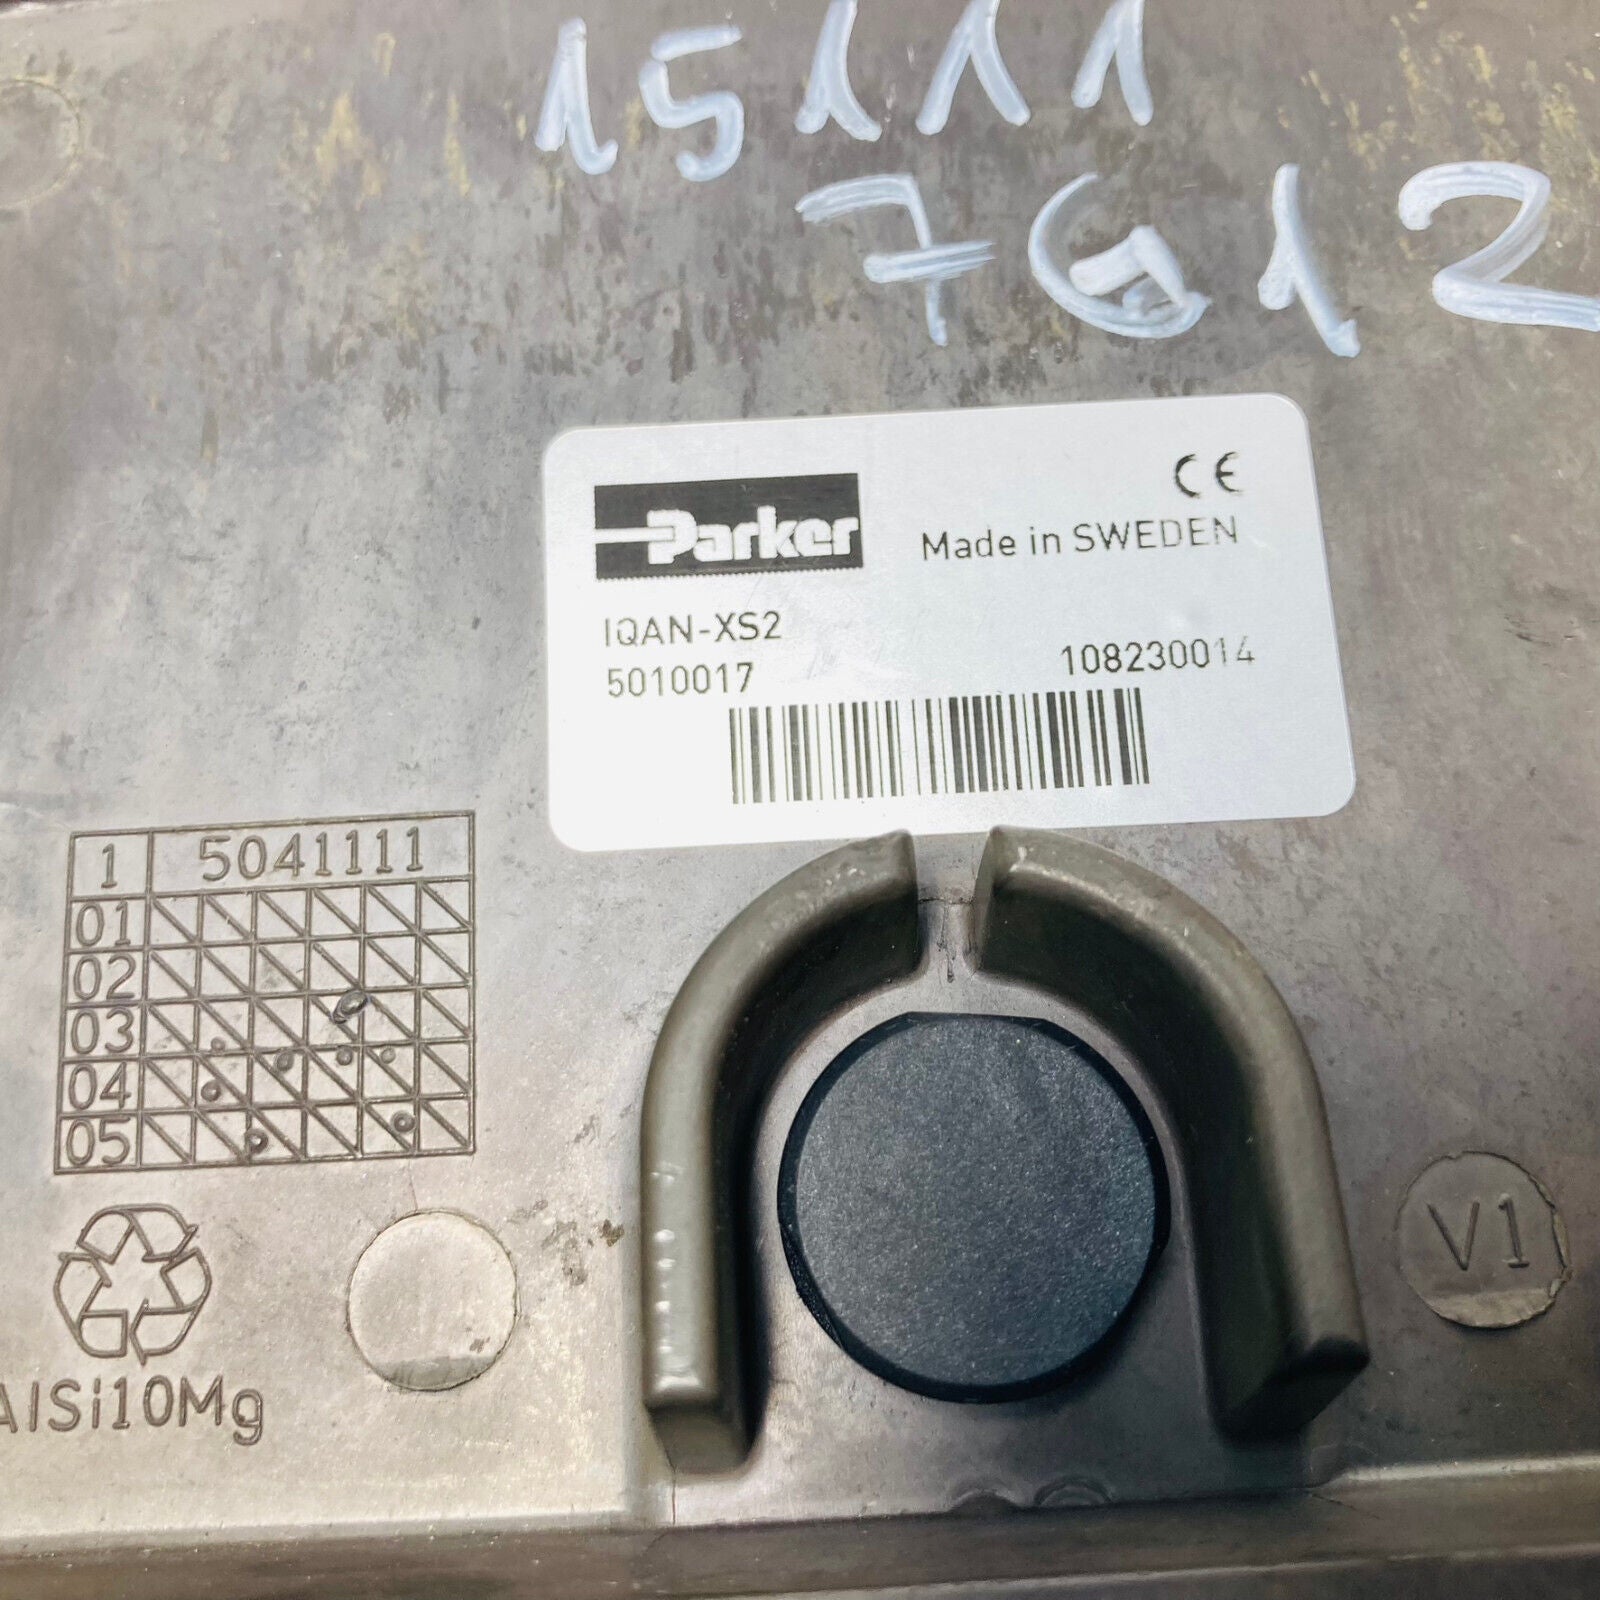 15111
7G12
Parker
CE
Made in SWEDEN
IQAN-XS2
5010017
108230014
1 5041111
01
02
03
04
05
AlSi10Mg
V1